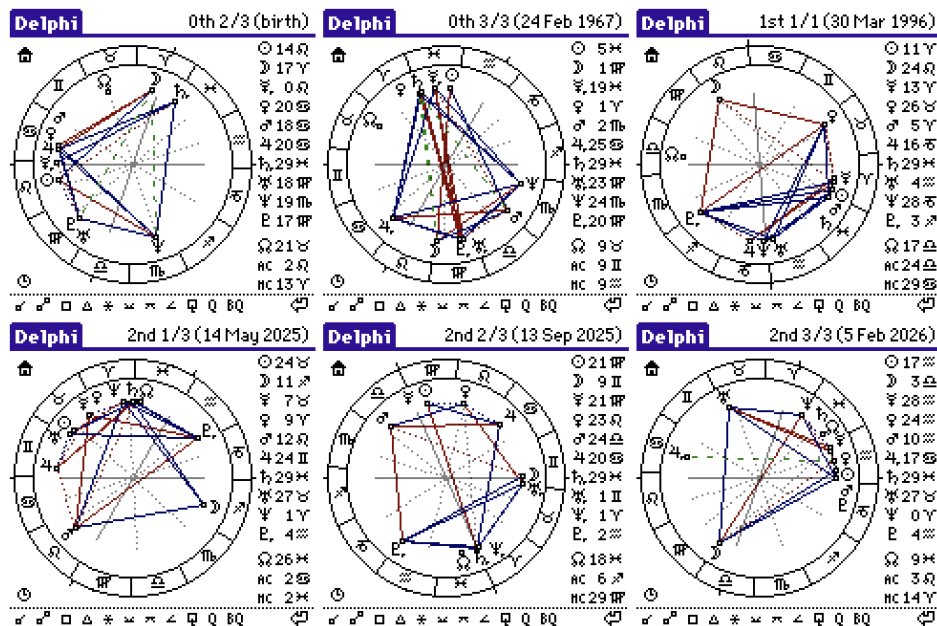 Delphi 0th 2/3 (birth)
☉ 14 ♌
☽ 17 ♈
☿, 0 ♌
♀ 20 ♋
♂ 18 ♋
♃ 20 ♋
♄, 29 ♓
♅ 18 ♍
♆ 19 ♏
♇ 17 ♍
☊ 21 ♉
AC 2 ♌
MC 13 ♈
Q Q BQ
Delphi 0th 3/3 (24 Feb 1967)
☉ 5 ♓
☽ 1 ♍
☿, 19 ♓
♀ 1 ♈
♂ 2 ♏
♃, 25 ♋
♄ 29 ♓
♅, 23 ♍
♆ 24 ♏
♇, 20 ♍
☊ 9 ♉
AC 9 ♊
MC 9 ♒
Q Q BQ
Delphi 1st 1/1 (30 Mar 1996)
☉ 11 ♈
☽ 24 ♌
☿ 13 ♈
♀ 26 ♉
♂ 5 ♈
♃ 16 ♑
♄ 29 ♓
♅ 4 ♒
♆ 28 ♑
♇, 3 ♐
☊ 17 ♎
AC 24 ♎
MC 29 ♋
Q Q BQ
Delphi 2nd 1/3 (14 May 2025)
☉ 24 ♉
☽ 11 ♐
☿ 7 ♉
♀ 9 ♈
♂ 12 ♌
♃ 24 ♊
♄ 29 ♓
♅ 27 ♉
♆ 1 ♈
♇, 4 ♒
☊ 26 ♓
AC 2 ♋
MC 2 ♓
Q Q BQ
Delphi 2nd 2/3 (13 Sep 2025)
☉ 21 ♍
☽ 9 ♊
☿ 21 ♍
♀ 23 ♌
♂ 24 ♎
♃ 20 ♋
♄, 29 ♓
♅, 1 ♊
♆, 1 ♈
♇, 2 ♒
☊ 18 ♓
AC 6 ♐
MC 29 ♍
Q Q BQ
Delphi 2nd 3/3 (5 Feb 2026)
☉ 17 ♒
☽ 3 ♎
☿ 28 ♒
♀ 24 ♒
♂ 10 ♒
♃, 17 ♋
♄ 29 ♓
♅ 27 ♉
♆ 0 ♈
♇ 4 ♒
☊ 9 ♓
AC 3 ♌
MC 14 ♈
Q Q BQ